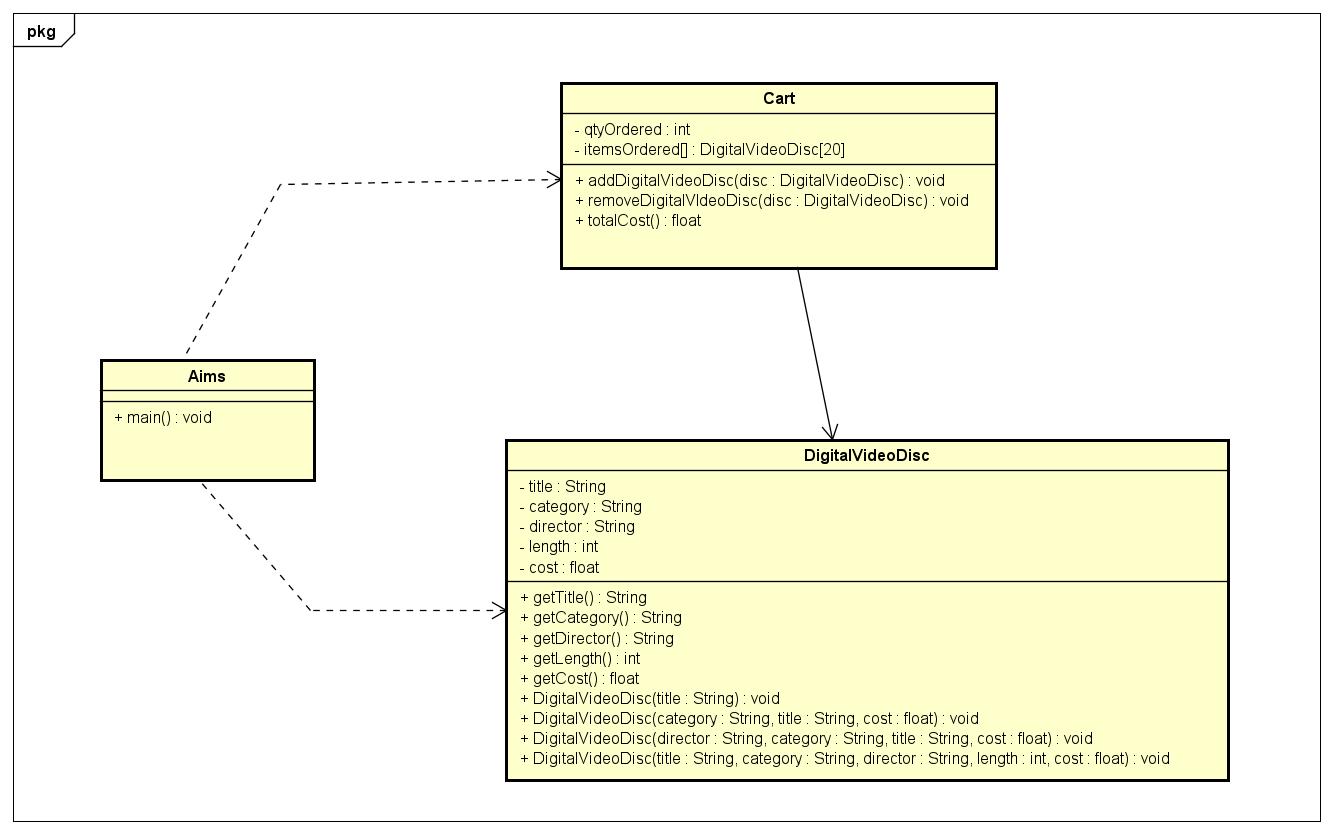 pkg
Cart
- qtyOrdered : int
- itemsOrdered[] : DigitalVideoDisc[20]
+ addDigitalVideoDisc(disc : DigitalVideoDisc) : void
+ removeDigitalVIdeoDisc(disc : DigitalVideoDisc) : void
+ totalCost() : float
Aims
+ main() : void
DigitalVideoDisc
- title : String
- category : String
- director : String
- length : int
- cost : float
+ getTitle() : String
+ getCategory() : String
+ getDirector() : String
+ getLength() : int
+ getCost() : float
+ DigitalVideoDisc(title : String) : void
+ DigitalVideoDisc(category : String, title : String, cost : float) : void
+ DigitalVideoDisc(director : String, category : String, title : String, cost : float) : void
+ DigitalVideoDisc(title : String, category : String, director : String, length : int, cost : float) : void